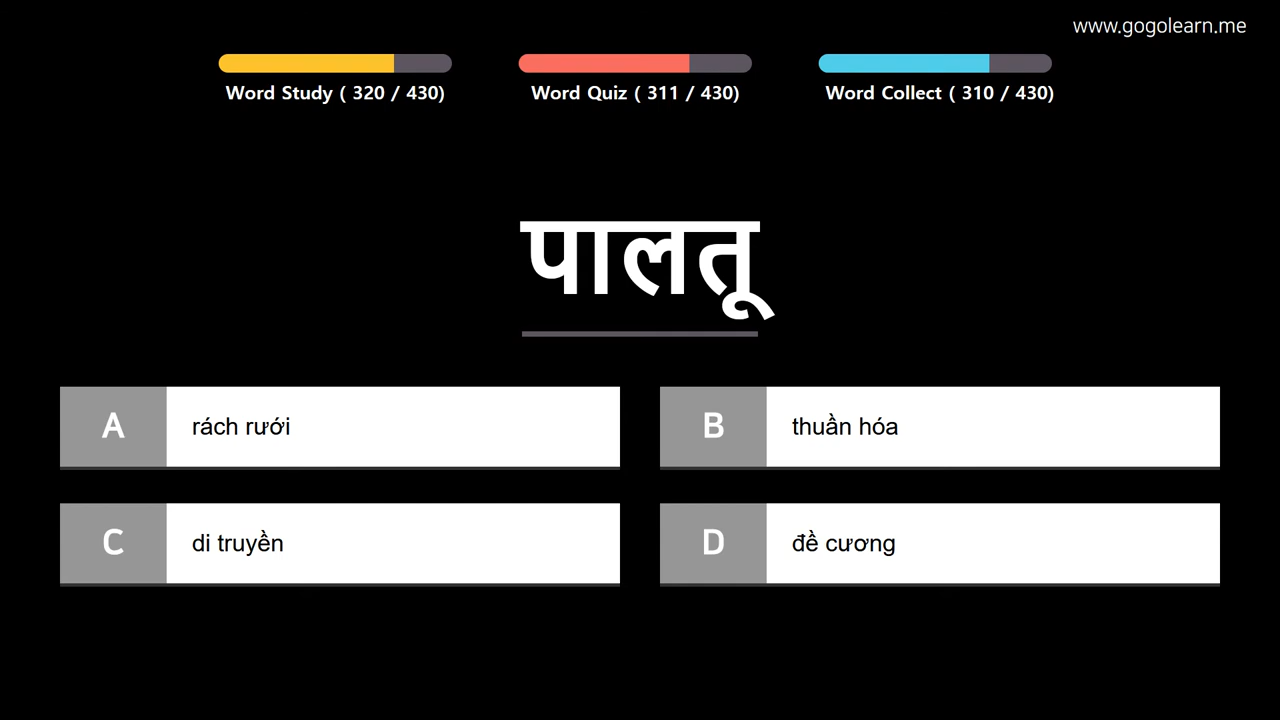 www.gogolearn.me
Word Study ( 320 / 430)
Word Quiz ( 311 / 430)
Word Collect ( 310 / 430)
पालतू
A rách rưới
B thuần hóa
C di truyền
D đề cương